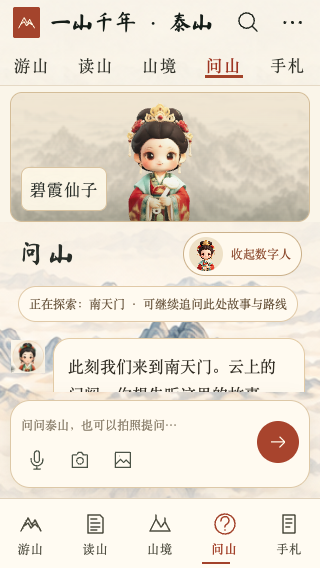 一山千年 · 泰山
游山 读山 山境 问山 手札
碧霞仙子
问山
收起数字人
正在探索：南天门 · 可继续追问此处故事与路线
此刻我们来到南天门。云上的
问问泰山，也可以拍照提问…
游山 读山 山境 问山 手札